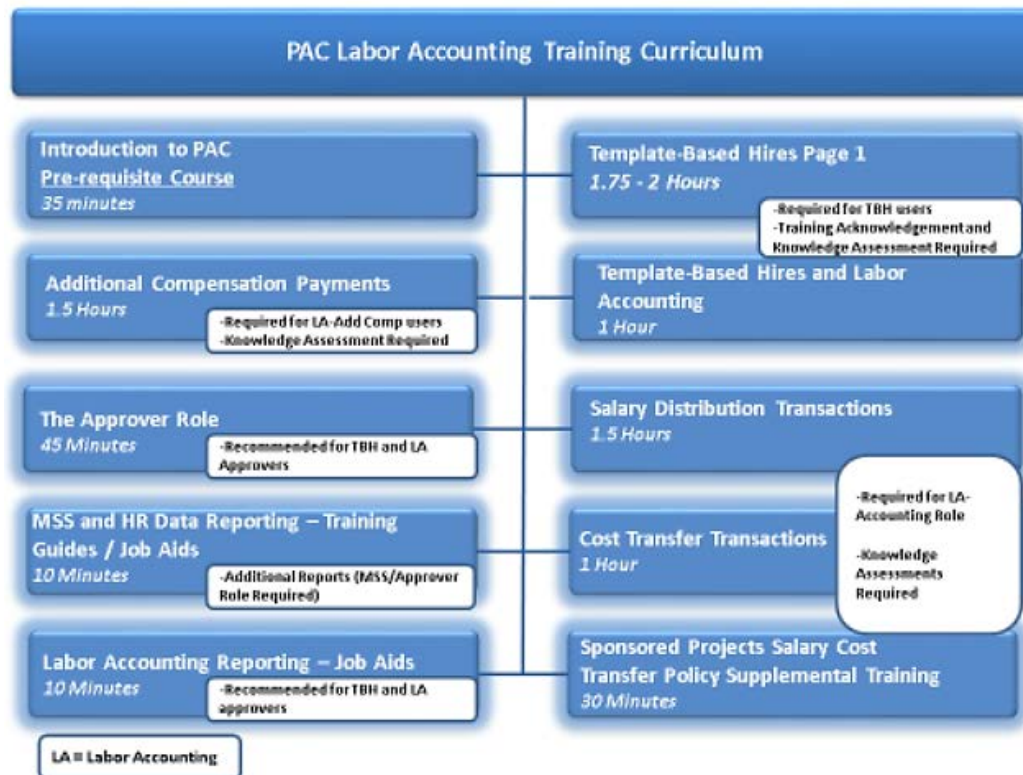 PAC Labor Accounting Training Curriculum
Introduction to PAC
Pre-requisite Course
35 minutes
Template-Based Hires Page 1
1.75 - 2 Hours
-Required for TBH users
-Training Acknowledgement and
Knowledge Assessment Required
Additional Compensation Payments
1.5 Hours
-Required for LA-Add Comp users
-Knowledge Assessment Required
Template-Based Hires and Labor
Accounting
1 Hour
The Approver Role
45 Minutes
-Recommended for TBH and LA
Approvers
Salary Distribution Transactions
1.5 Hours
-Required for LA-
Accounting Role
-Knowledge
Assessments
Required
MSS and HR Data Reporting – Training
Guides / Job Aids
10 Minutes
-Additional Reports (MSS/Approver
Role Required)
Cost Transfer Transactions
1 Hour
Labor Accounting Reporting – Job Aids
10 Minutes
-Recommended for TBH and LA
approvers
Sponsored Projects Salary Cost
Transfer Policy Supplemental Training
30 Minutes
LA = Labor Accounting